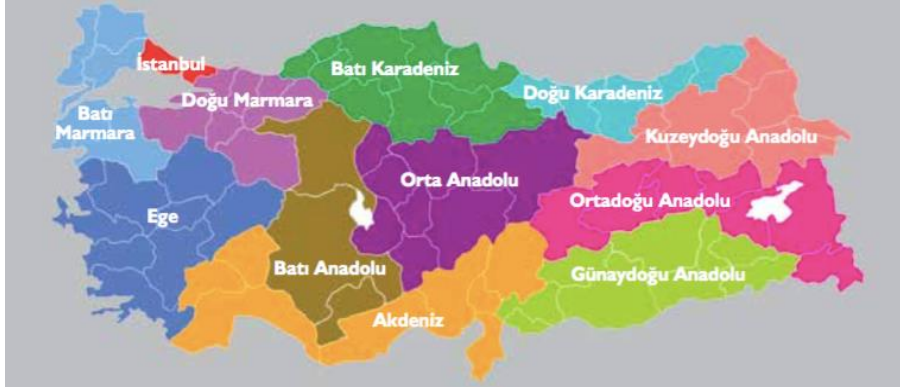 İstanbul
Batı Karadeniz
Doğu Marmara
Doğu Karadeniz
Batı
Marmara
Kuzeydoğu Anadolu
Orta Anadolu
Ortadoğu Anadolu
Ege
Batı Anadolu
Günaydoğu Anadolu
Akdeniz